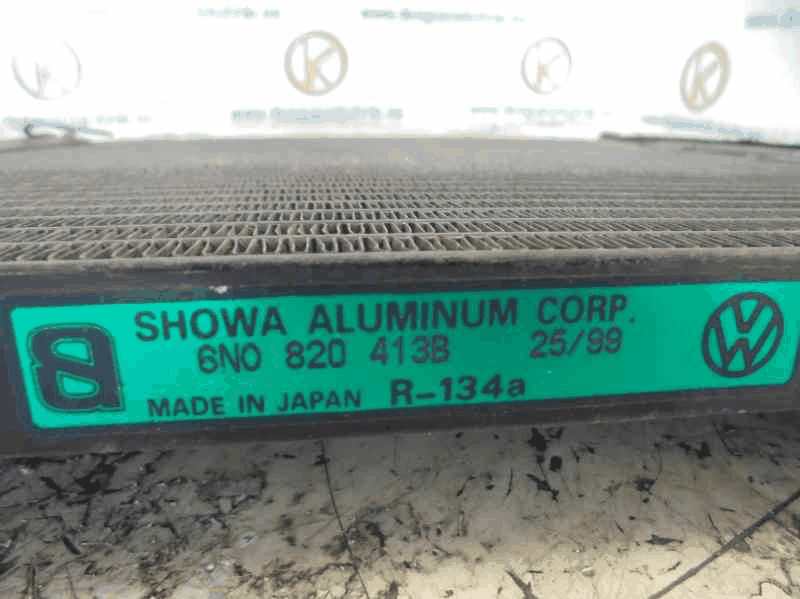 SHOWA ALUMINUM CORP.
6N0 820 413B 25/99
MADE IN JAPAN R-134a